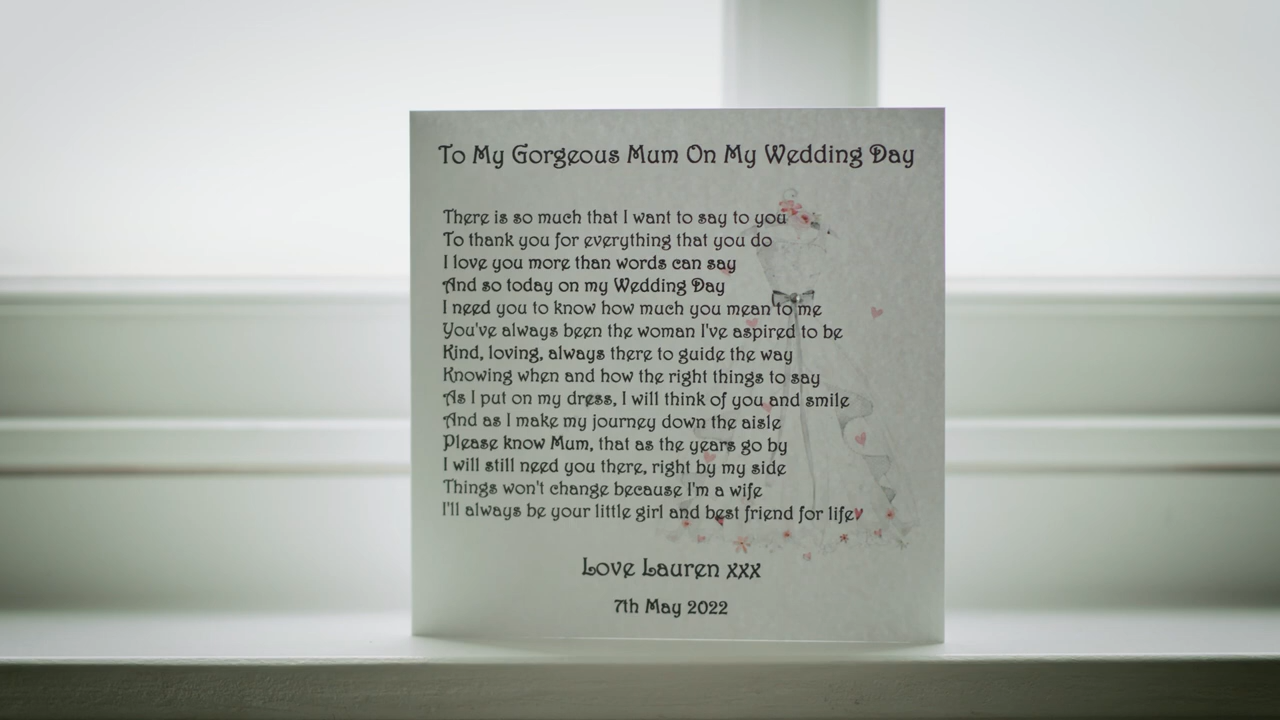 To My Gorgeous Mum On My Wedding Day
There is so much that I want to say to you
To thank you for everything that you do
I love you more than words can say
And so today on my Wedding Day
I need you to know how much you mean to me
You've always been the woman I've aspired to be
Kind, loving, always there to guide the way
Knowing when and how the right things to say
As I put on my dress, I will think of you and smile
And as I make my journey down the aisle
Please know Mum, that as the years go by
I will still need you there, right by my side
Things won't change because I'm a wife
I'll always be your little girl and best friend for life
Love Lauren xxx
7th May 2022